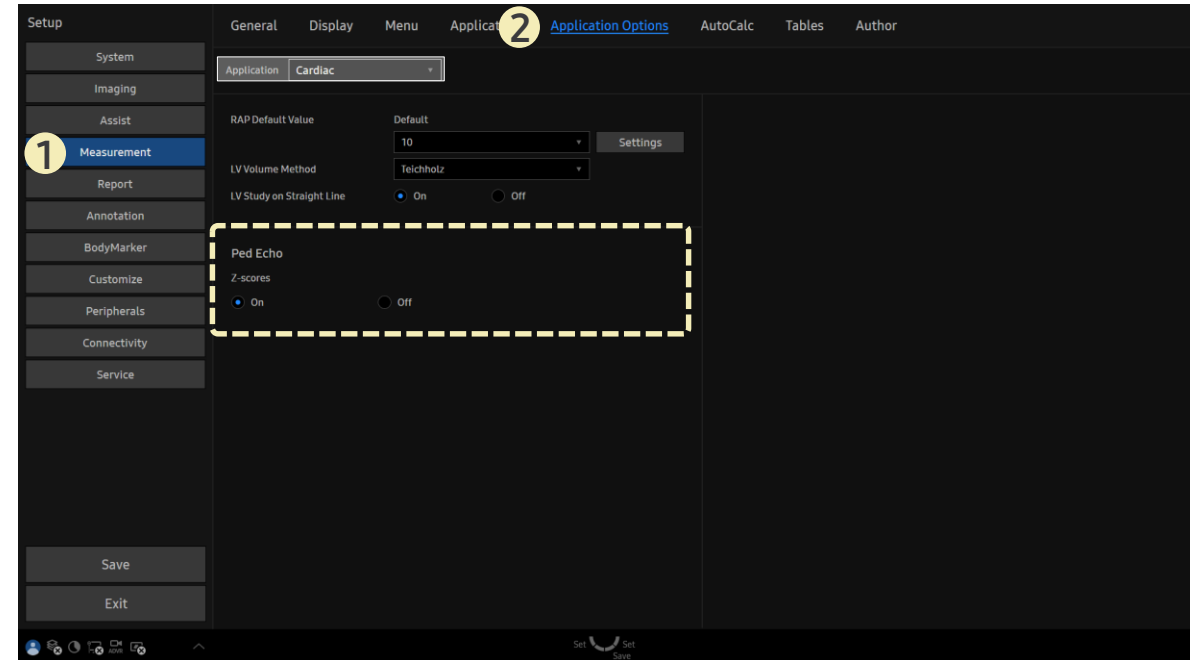 Setup
General Display Menu Applicat 2 Application Options AutoCalc Tables Author
System
Imaging
Assist
1 Measurement
Report
Annotation
BodyMarker
Customize
Peripherals
Connectivity
Service
Save
Exit
Application Cardiac
RAP Default Value Default
10 Settings
LV Volume Method Teichholz
LV Study on Straight Line On Off
Ped Echo
Z-scores
On Off
ADVR
Set Set
Save